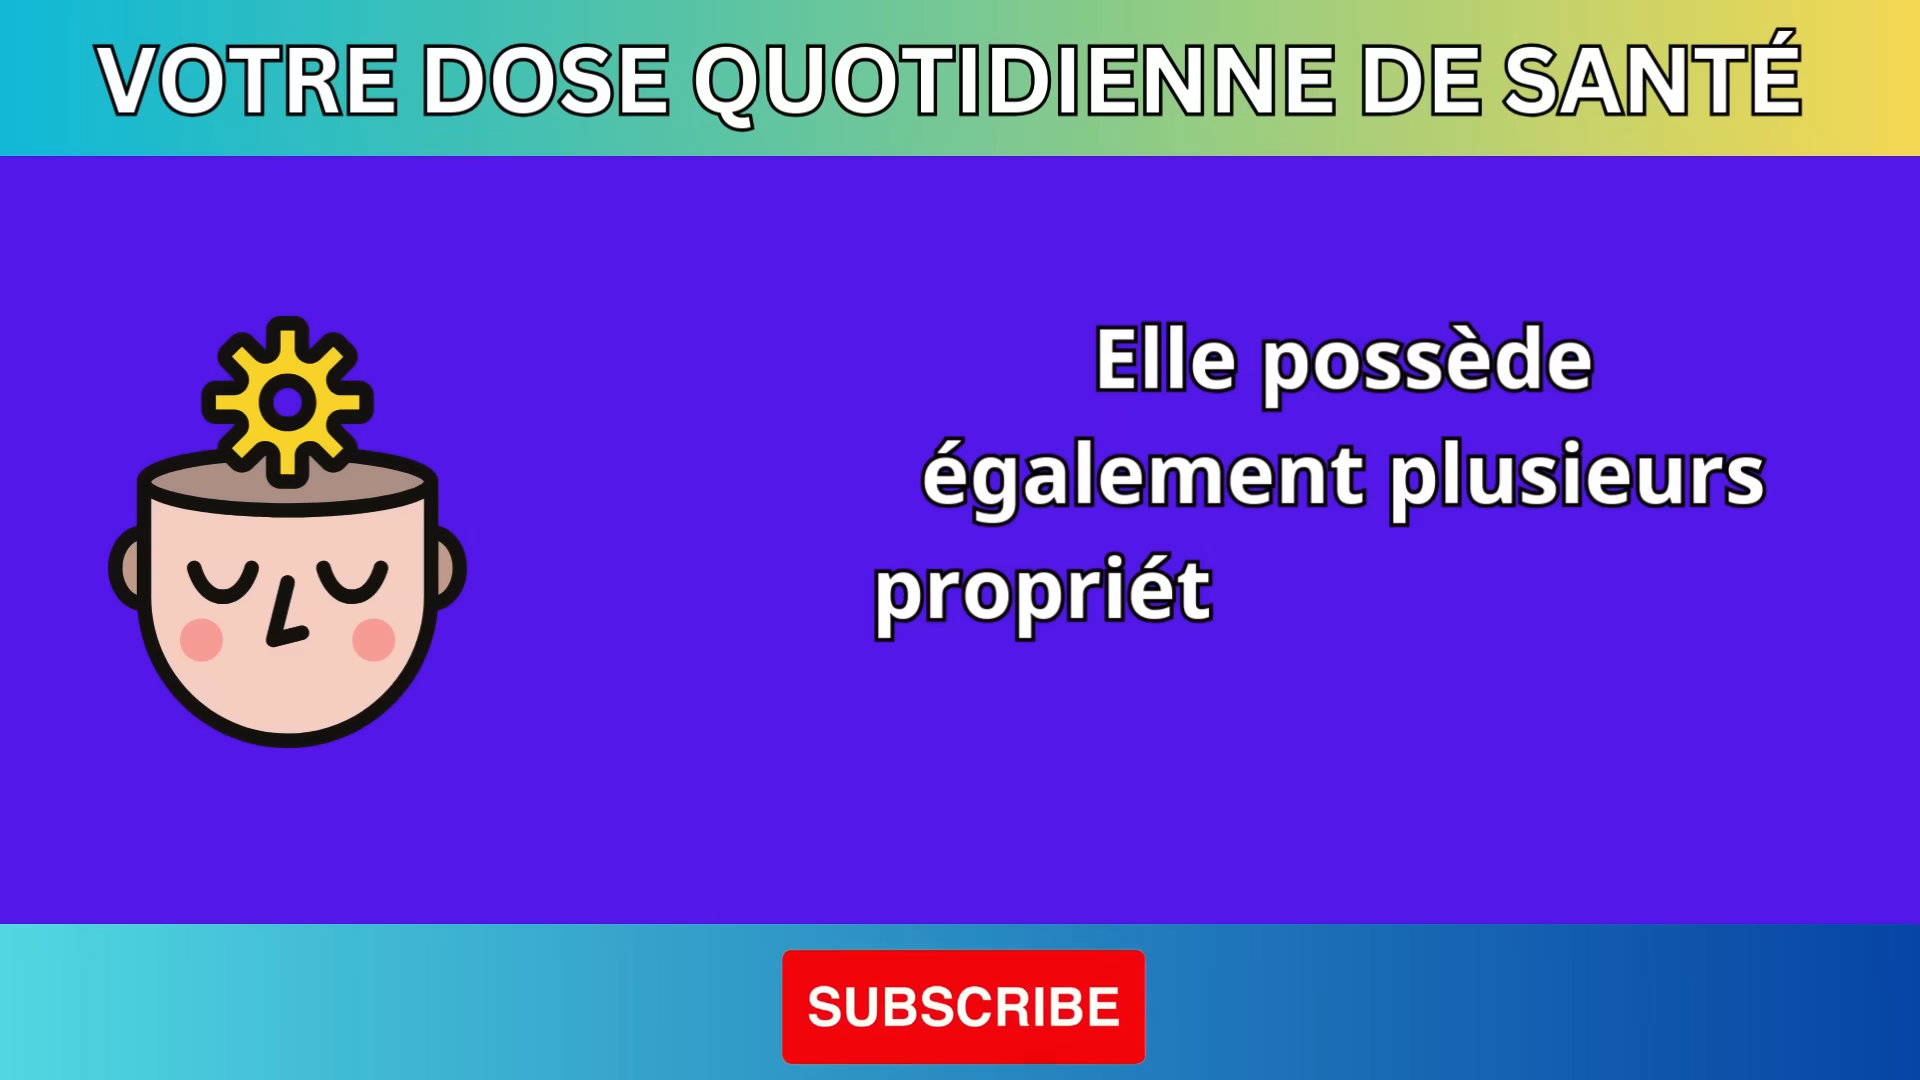 VOTRE DOSE QUOTIDIENNE DE SANTÉ
Elle possède
également plusieurs
propriét
SUBSCRIBE